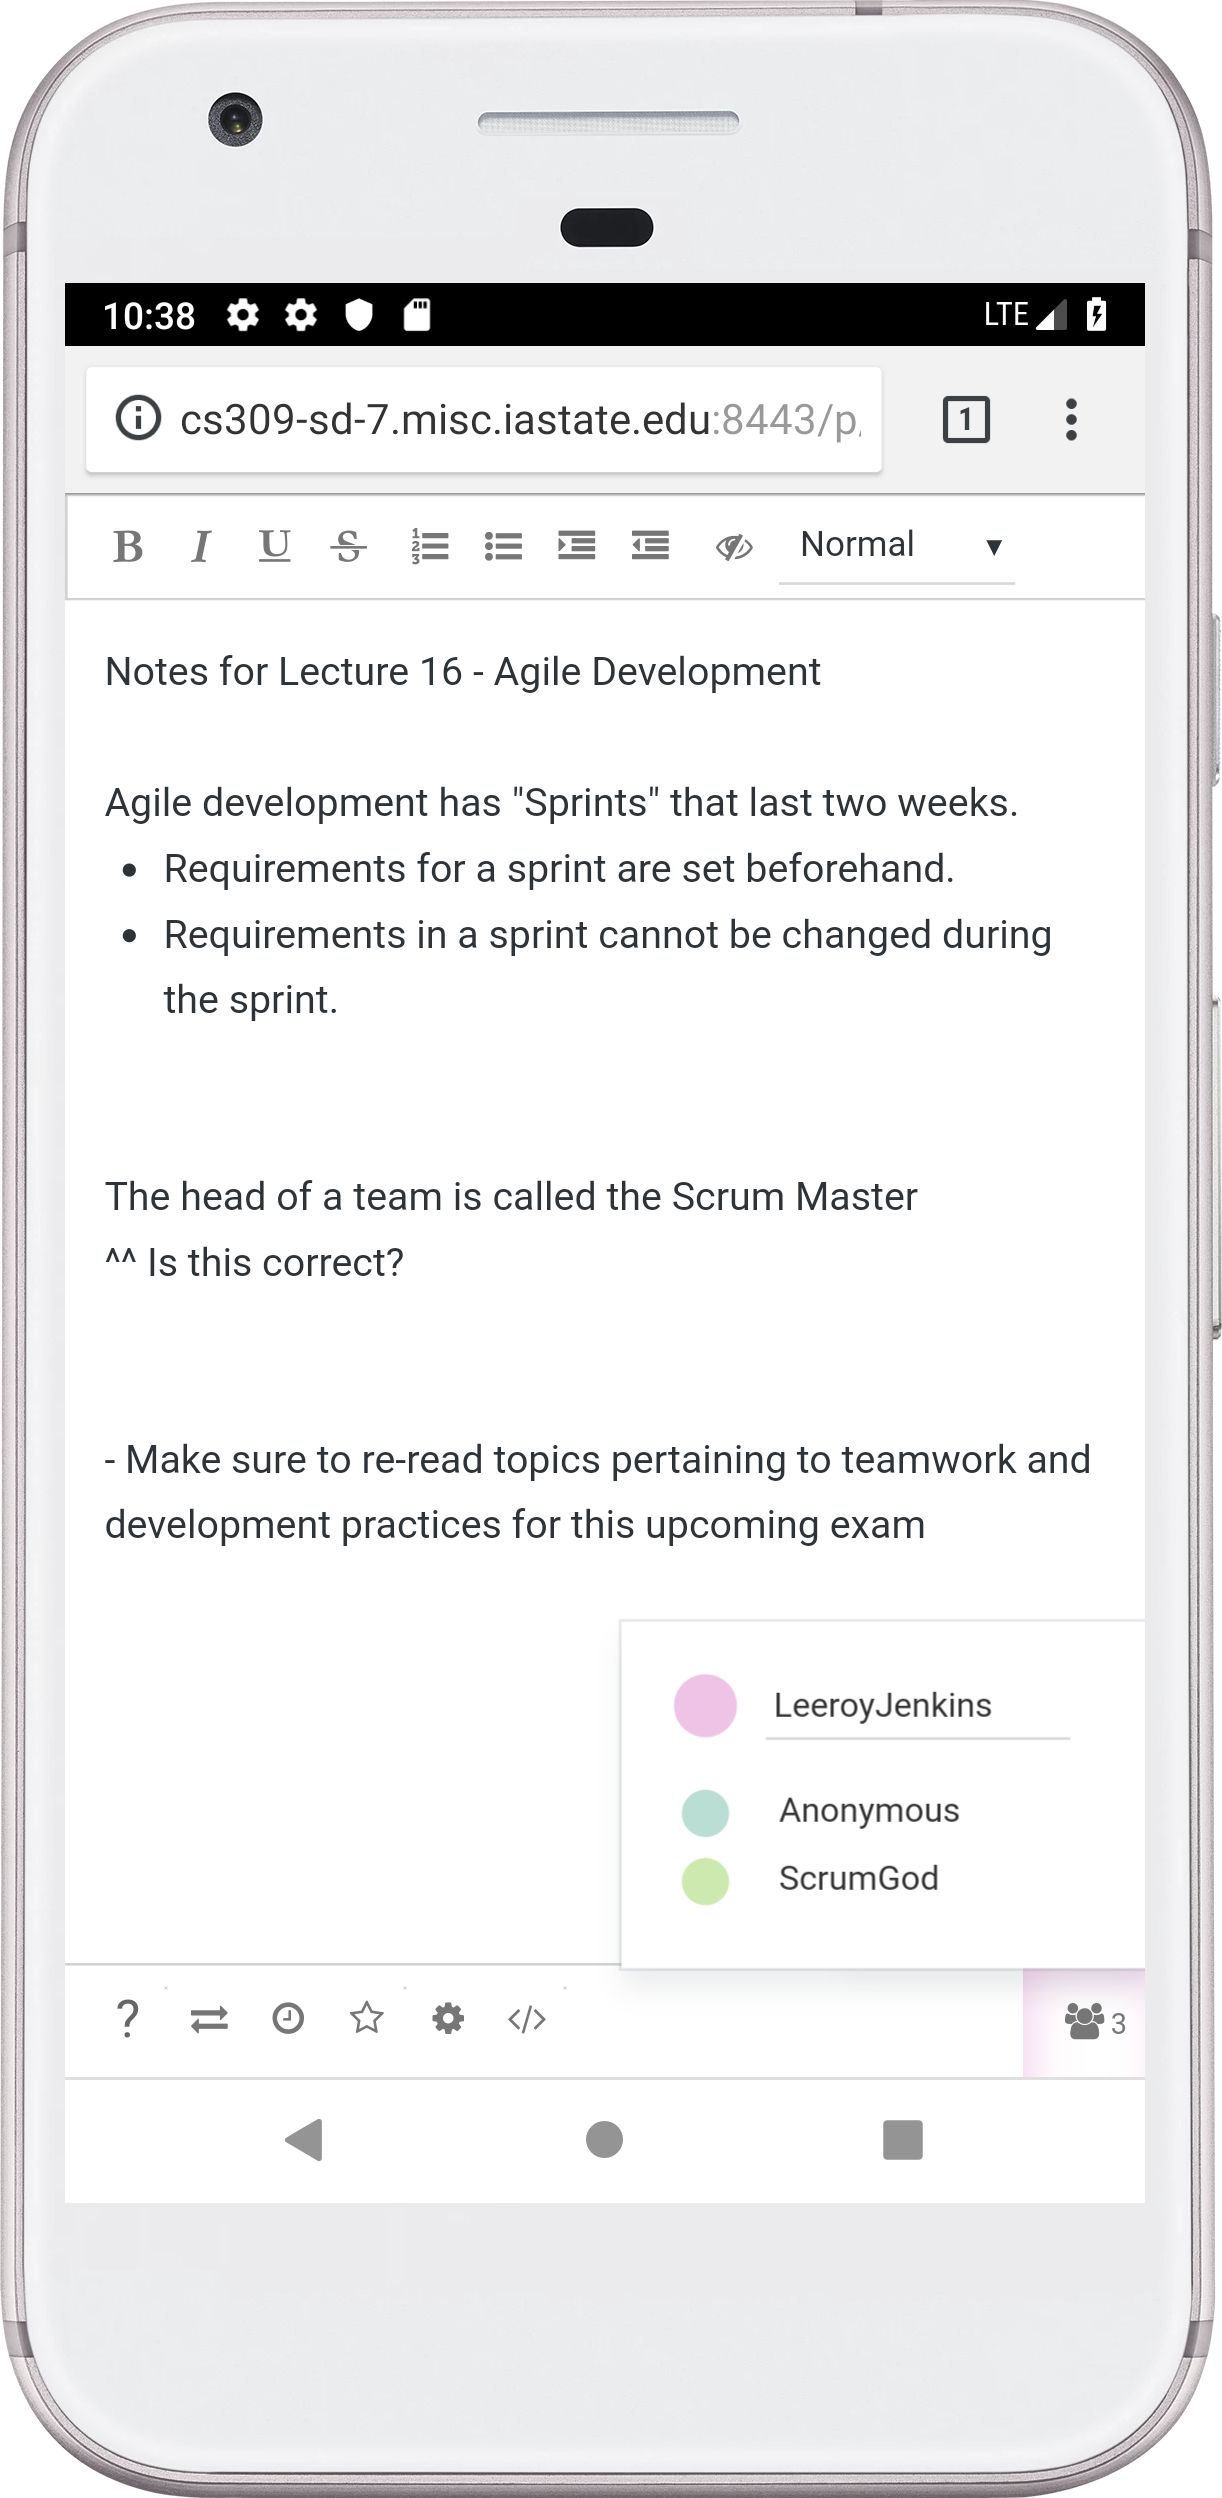 10:38 LTE
cs309-sd-7.misc.iastate.edu:8443/p
1
B I U S Normal
Notes for Lecture 16 - Agile Development
Agile development has "Sprints" that last two weeks.
• Requirements for a sprint are set beforehand.
• Requirements in a sprint cannot be changed during
the sprint.
The head of a team is called the Scrum Master
^^ Is this correct?
- Make sure to re-read topics pertaining to teamwork and
development practices for this upcoming exam
LeeroyJenkins
Anonymous
ScrumGod
? </> 3